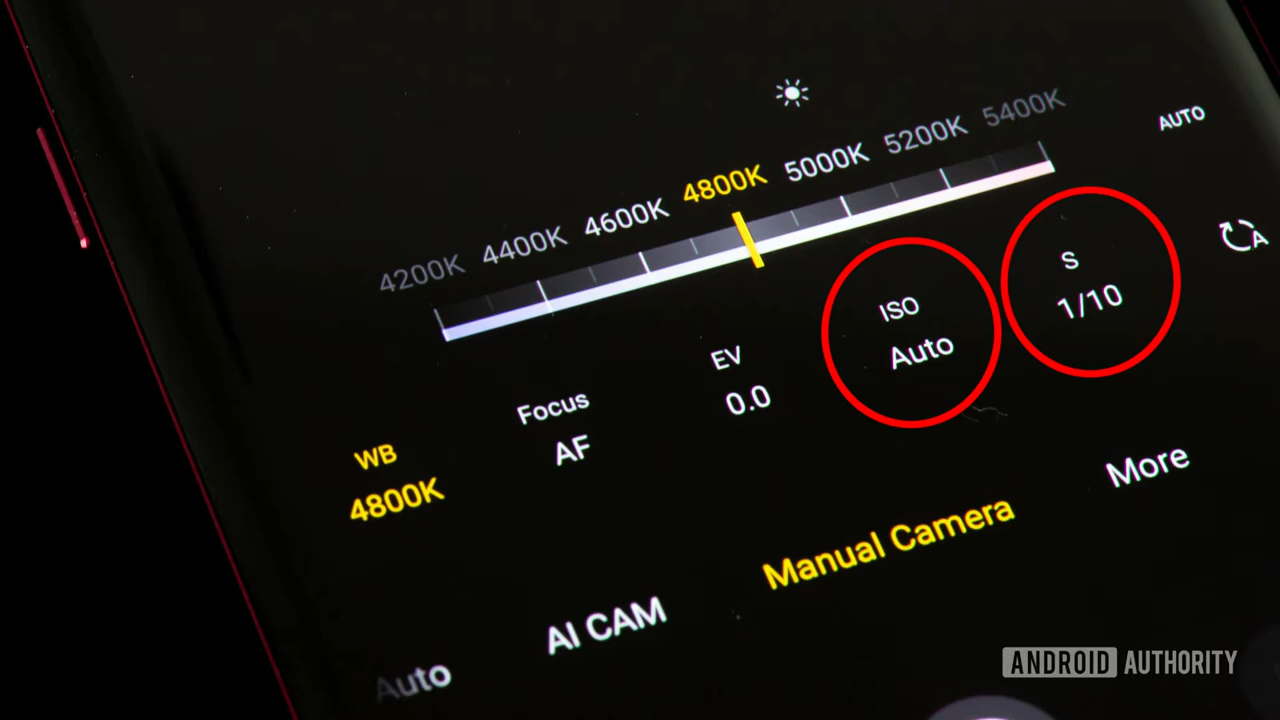 4200K 4400K 4600K 4800K 5000K 5200K 5400K
AUTO
WB
4800K
Focus
AF
EV
0.0
ISO
Auto
S
1/10
A
Auto AI CAM Manual Camera More
ANDROID AUTHORITY